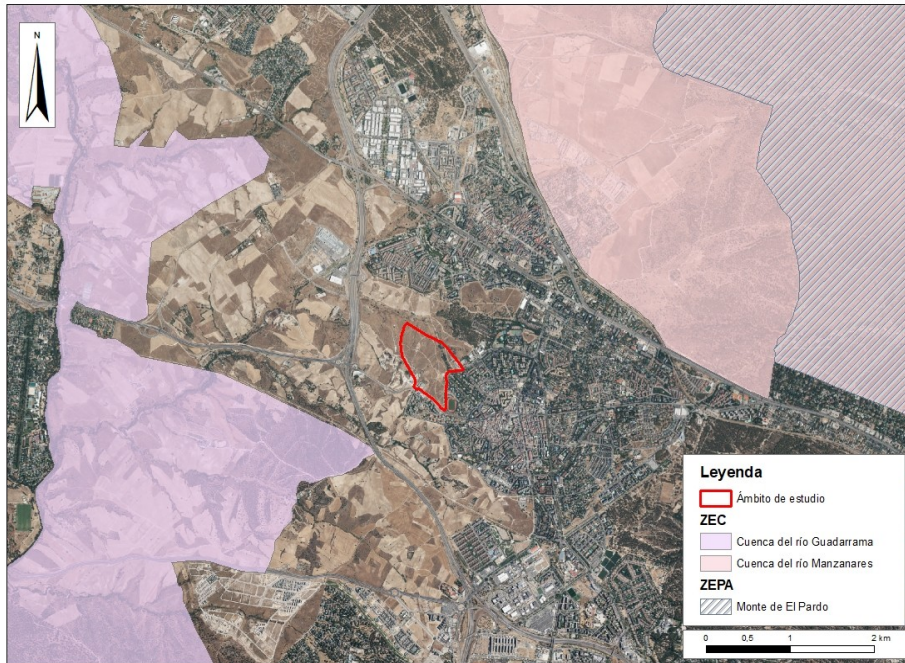 N
Leyenda
Ámbito de estudio
ZEC
Cuenca del río Guadarrama
Cuenca del río Manzanares
ZEPA
Monte de El Pardo
0 0,5 1 2 km